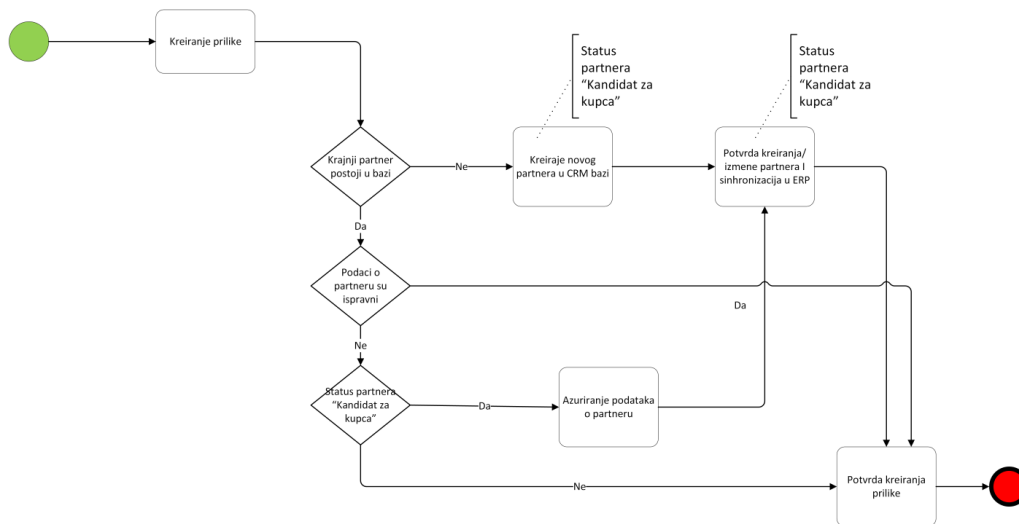 Kreiranje prilike
Status
partnera
“Kandidat za
kupca”
Status
partnera
“Kandidat za
kupca”
Krajnji partner
postoji u bazi
Ne
Kreiraje novog
partnera u CRM bazi
Potvrda kreiranja/
izmene partnera I
sinhronizacija u ERP
Da
Podaci o
partneru su
ispravni
Da
Ne
Status partnera
“Kandidat za
kupca”
Da
Azuriranje podataka
o partneru
Ne
Potvrda kreiranja
prilike